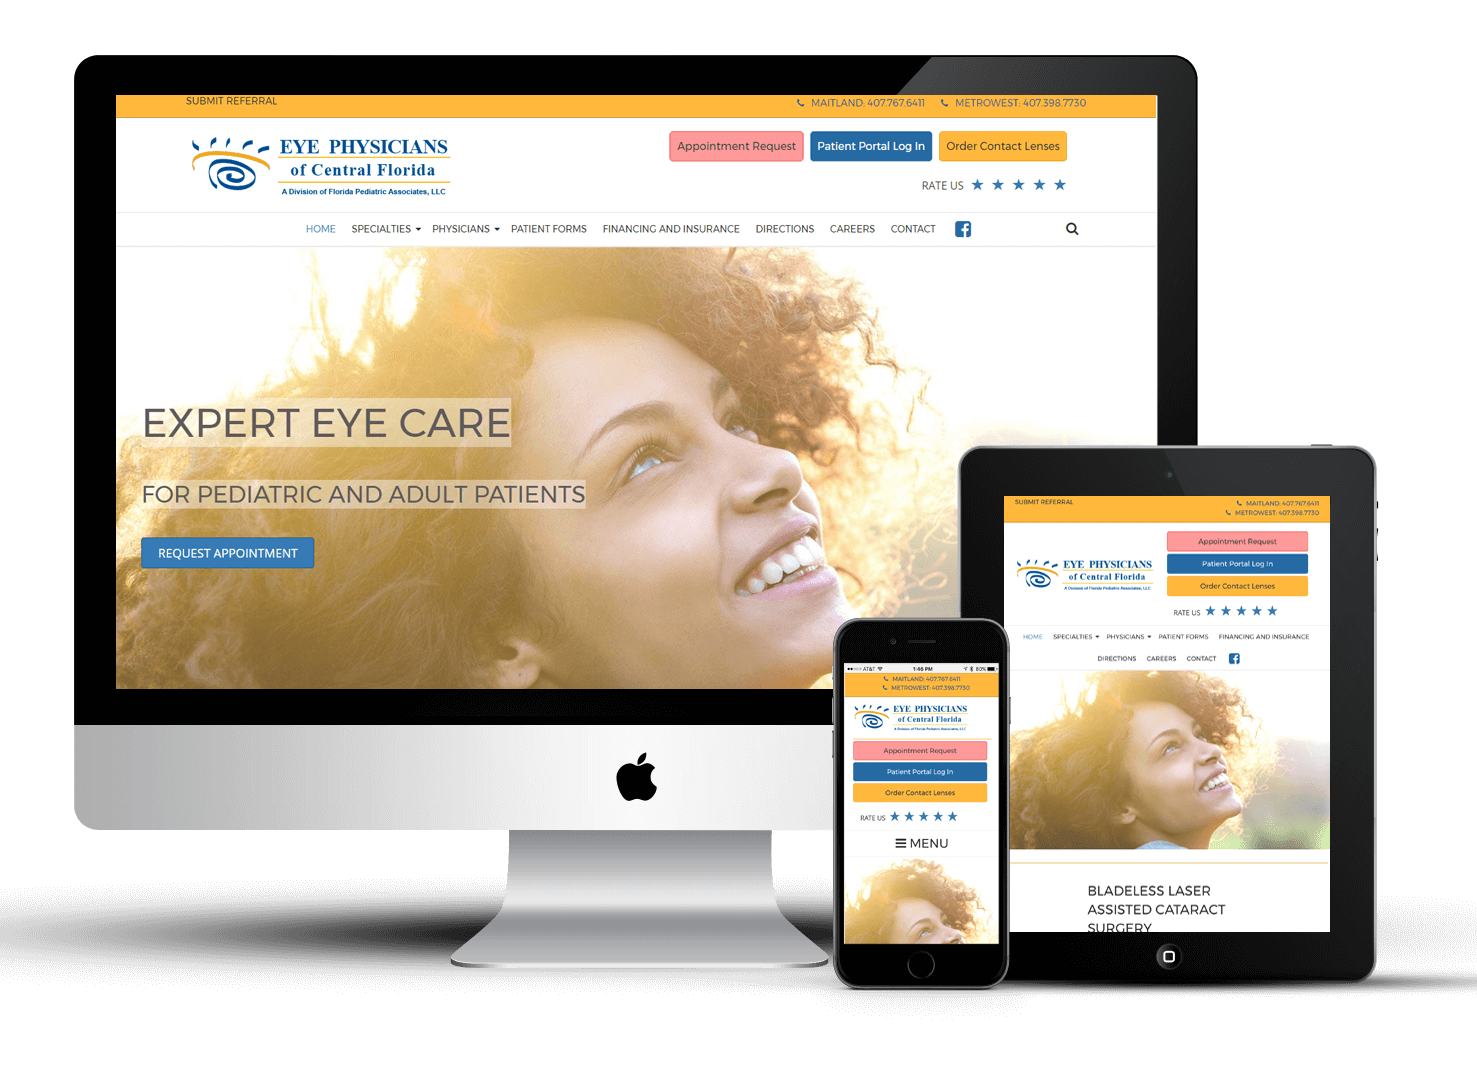 SUBMIT REFERRAL
MAITLAND: 407.767.6411 METROWEST: 407.398.7730
EYE PHYSICIANS
of Central Florida
A Division of Florida Pediatric Associates, LLC
Appointment Request Patient Portal Log In Order Contact Lenses
RATE US
HOME SPECIALTIES PHYSICIANS PATIENT FORMS FINANCING AND INSURANCE DIRECTIONS CAREERS CONTACT
EXPERT EYE CARE
FOR PEDIATRIC AND ADULT PATIENTS
REQUEST APPOINTMENT
AT&T 1:46 PM 80%
MAITLAND: 407.767.6411
METROWEST: 407.398.7730
EYE PHYSICIANS
of Central Florida
A Division of Florida Pediatric Associates, LLC
Appointment Request
Patient Portal Log In
Order Contact Lenses
RATE US
MENU
SUBMIT REFERRAL
MAITLAND: 407.767.6411
METROWEST: 407.398.7730
EYE PHYSICIANS
of Central Florida
A Division of Florida Pediatric Associates, LLC
Appointment Request
Patient Portal Log In
Order Contact Lenses
RATE US
HOME SPECIALTIES PHYSICIANS PATIENT FORMS FINANCING AND INSURANCE
DIRECTIONS CAREERS CONTACT
BLADELESS LASER
ASSISTED CATARACT
SURGERY